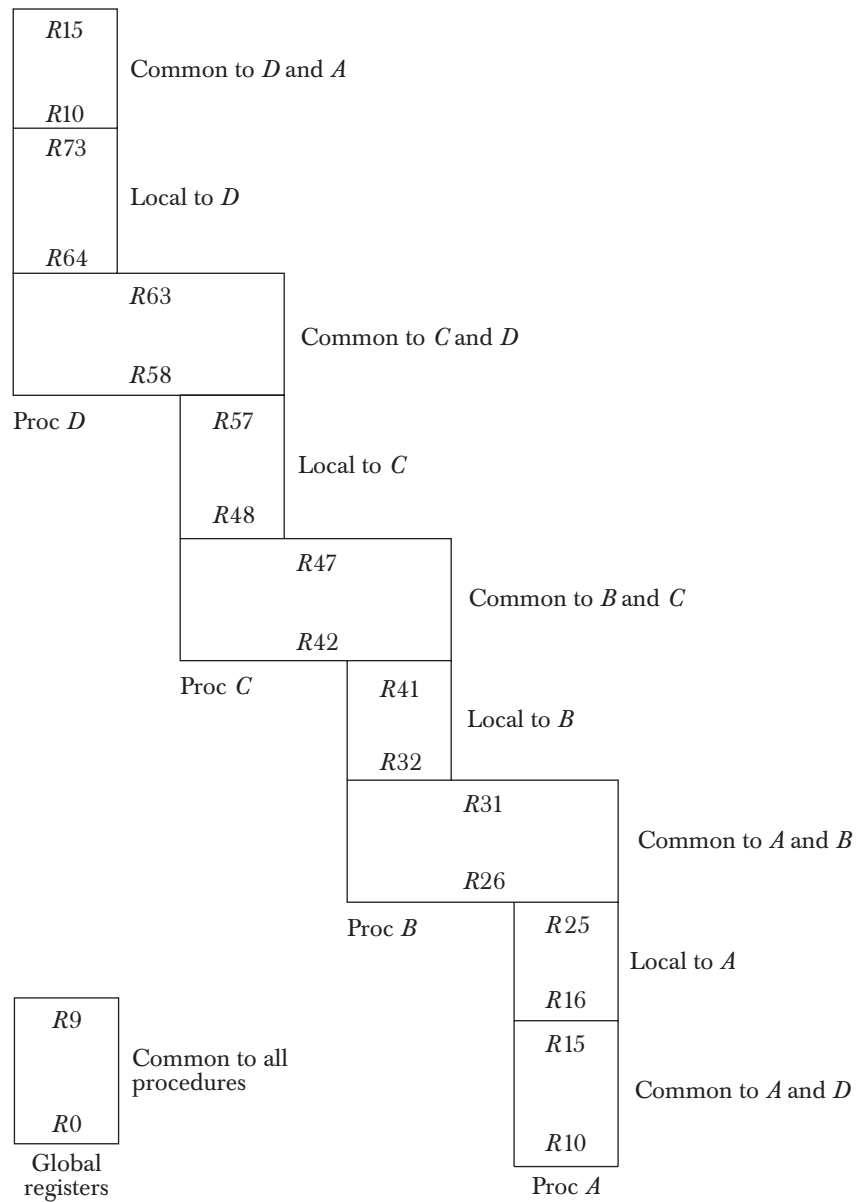 R15
Common to D and A
R10
R73
Local to D
R64
R63
Common to C and D
R58
Proc D
R57
Local to C
R48
R47
Common to B and C
R42
Proc C
R41
Local to B
R32
R31
Common to A and B
R26
Proc B
R25
Local to A
R16
R15
Common to A and D
R10
Proc A
R9
Common to all
procedures
R0
Global
registers